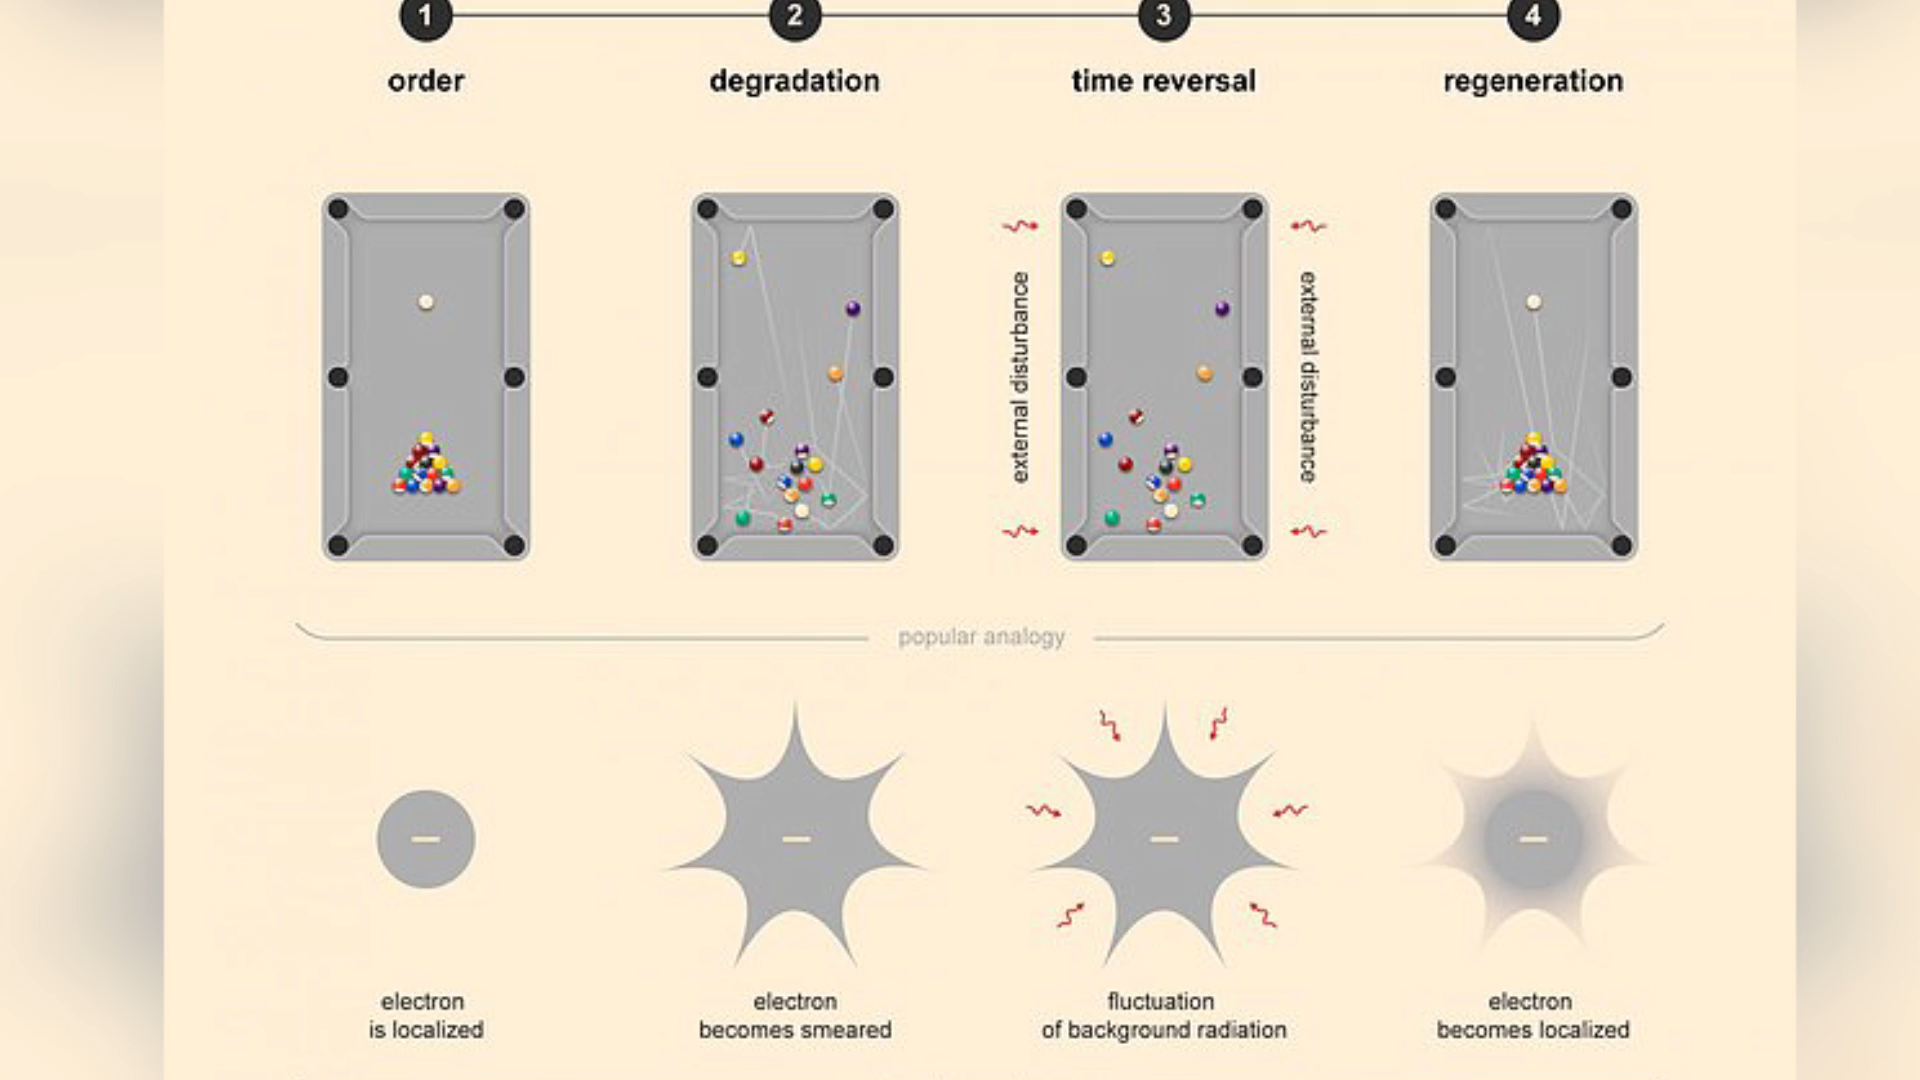 1 2 3 4
order degradation time reversal regeneration
external disturbance
external disturbance
popular analogy
electron
is localized
electron
becomes smeared
fluctuation
of background radiation
electron
becomes localized